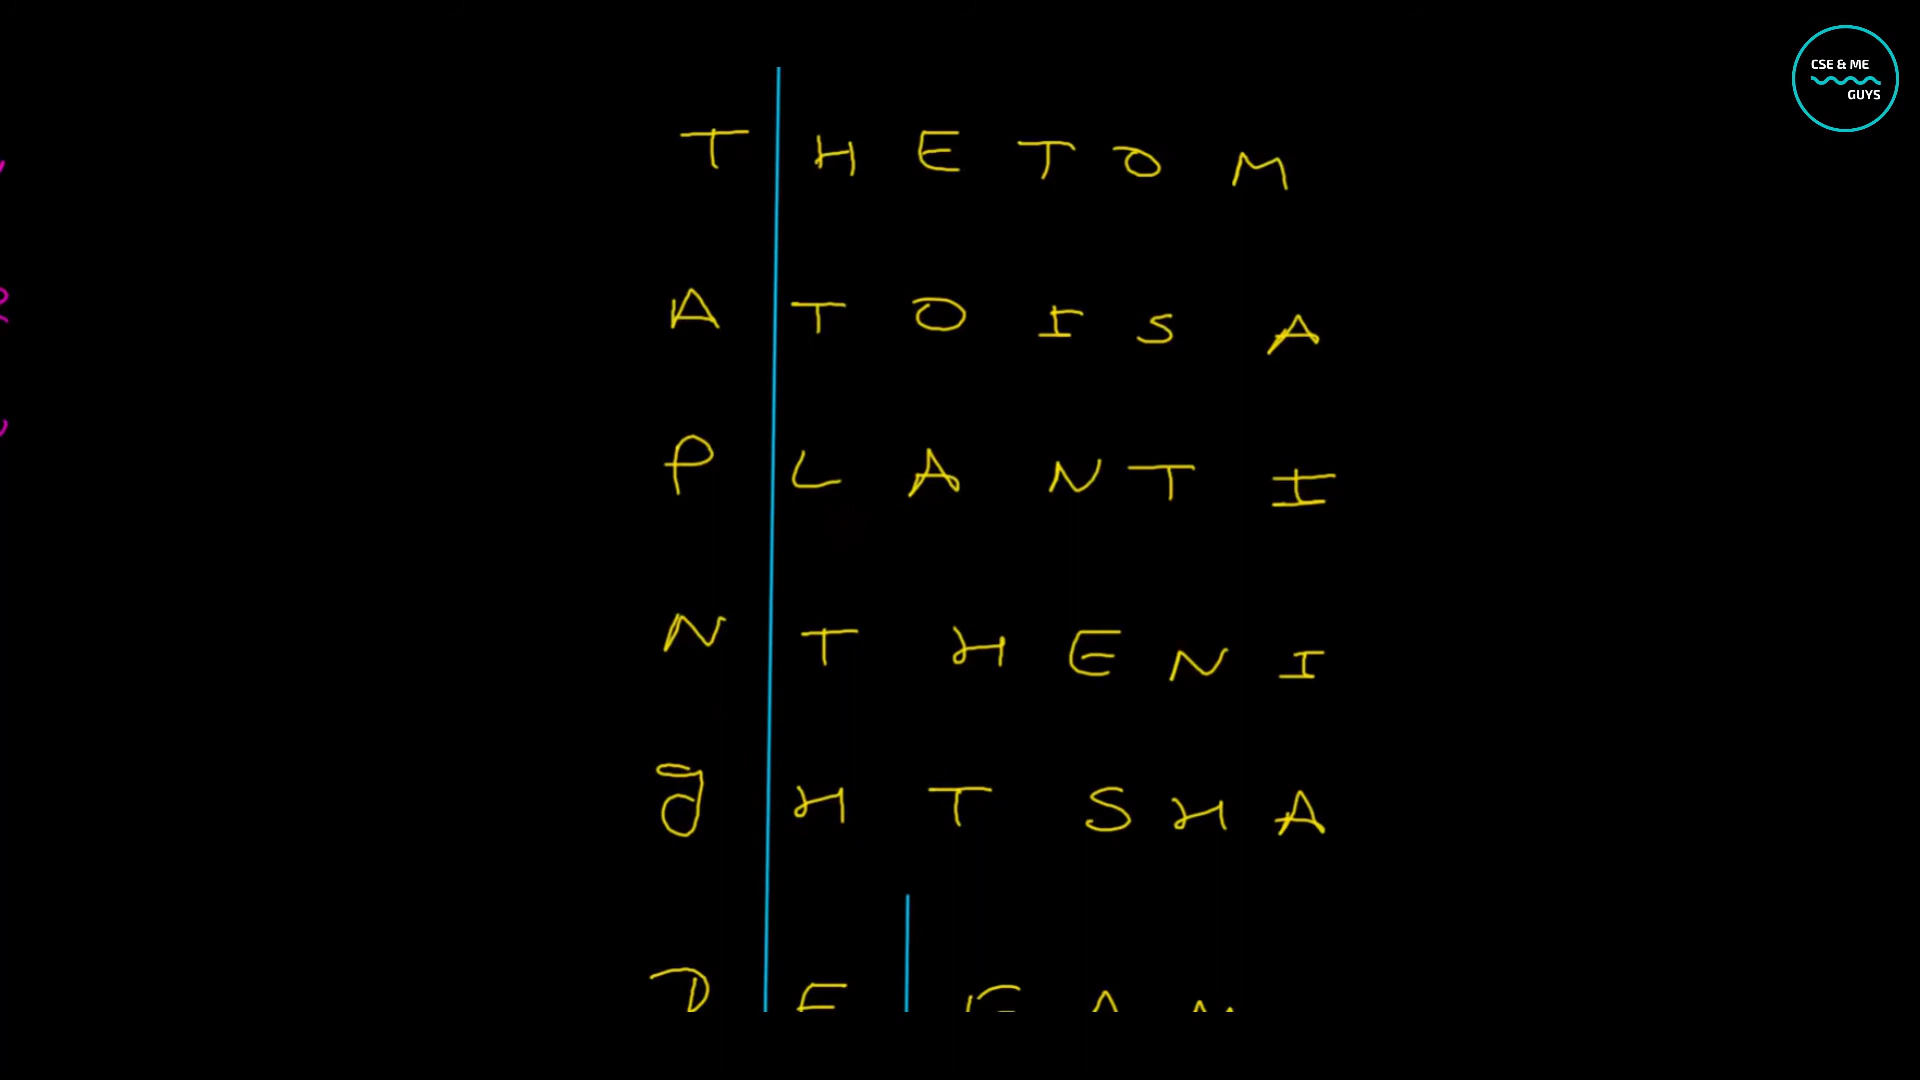 CSE & ME
GUYS
T H E T O M
A T O I S A
P L A N T I
N T H E N I
g H T S H A
D E